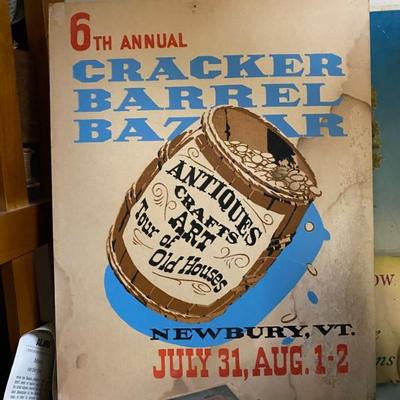 6TH ANNUAL
CRACKER
BARREL
BAZAAR
ANTIQUES
CRAFTS
ART
Tour of
Old Houses
NEWBURY, VT.
JULY 31, AUG. 1-2
OW